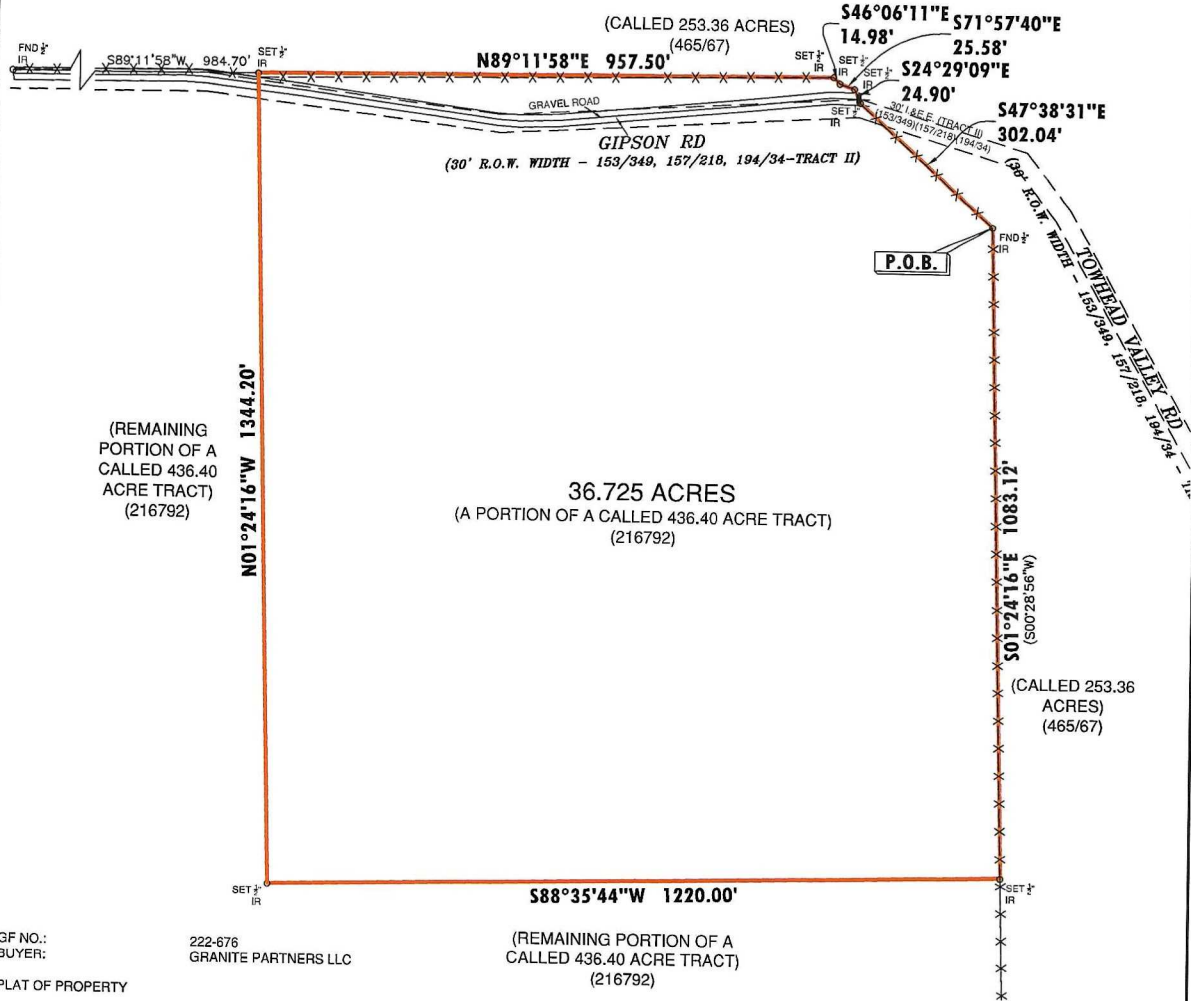 (CALLED 253.36 ACRES)
(465/67)
S46°06'11"E
14.98'
S71°57'40"E
25.58'
S24°29'09"E
24.90'
S47°38'31"E
302.04'
FND ½"
IR
S89°11'58"W 984.70'
SET ½"
IR
N89°11'58"E 957.50'
SET ½"
IR
SET ½"
IR
SET ½"
IR
SET ½"
IR
GRAVEL ROAD
GIPSON RD
(30' R.O.W. WIDTH - 153/349, 157/218, 194/34-TRACT II)
30' I.&E.E. (TRACT II)
(153/349)(157/218)(194/34)
TOWHEAD VALLEY RD
(30' R.O.W. WIDTH - 153/349, 157/218, 194/34 -
FND ½"
IR
P.O.B.
(REMAINING
PORTION OF A
CALLED 436.40
ACRE TRACT)
(216792)
N01°24'16"W 1344.20'
36.725 ACRES
(A PORTION OF A CALLED 436.40 ACRE TRACT)
(216792)
S01°24'16"E 1083.12'
(S00°28'56"W)
(CALLED 253.36
ACRES)
(465/67)
SET ½"
IR
S88°35'44"W 1220.00'
SET ½"
IR
(REMAINING PORTION OF A
CALLED 436.40 ACRE TRACT)
(216792)
GF NO.: 222-676
BUYER: GRANITE PARTNERS LLC
PLAT OF PROPERTY